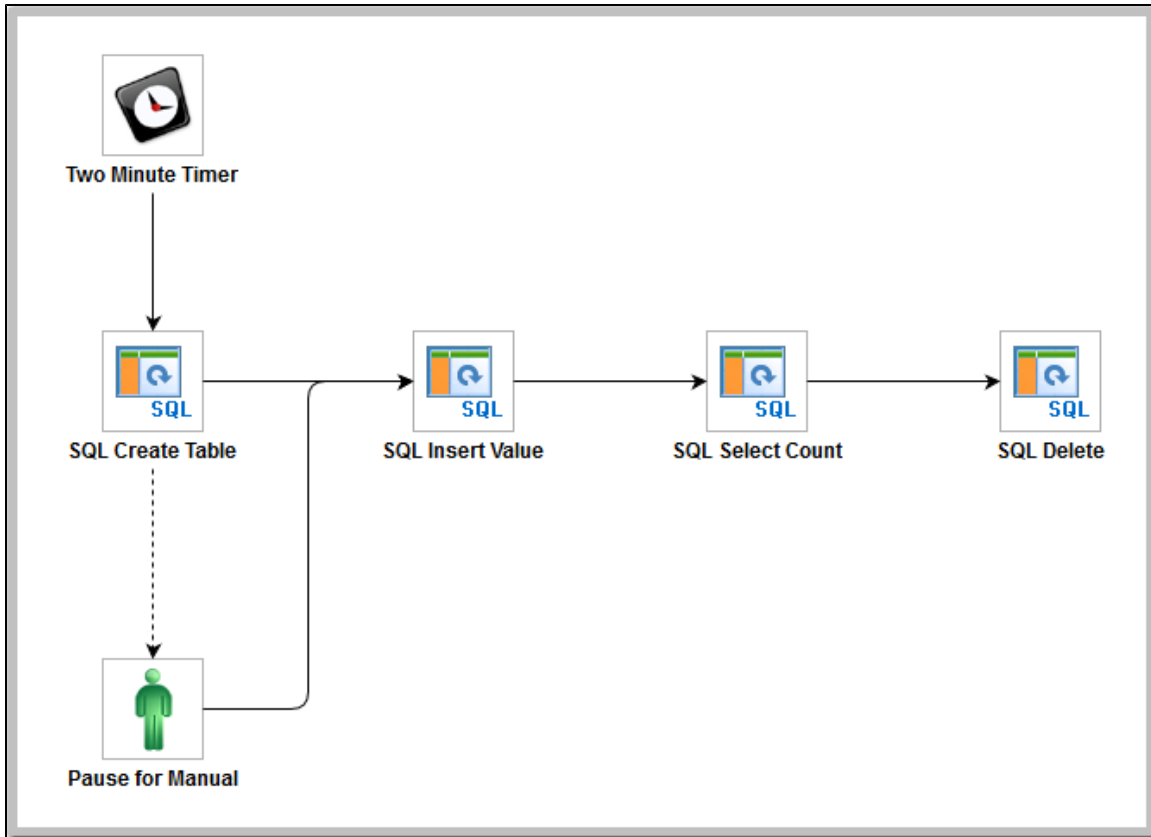 Two Minute Timer
SQL
SQL
SQL
SQL
SQL Create Table
SQL Insert Value
SQL Select Count
SQL Delete
Pause for Manual